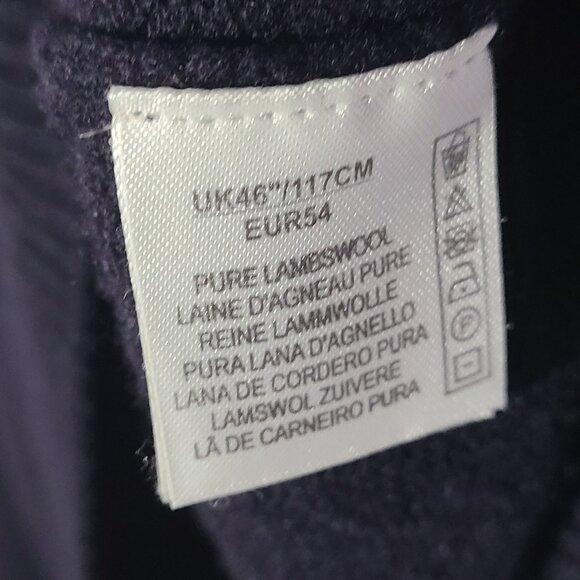 UK46"/117CM
EUR54
PURE LAMBSWOOL
LAINE D'AGNEAU PURE
REINE LAMMWOLLE
PURA LANA D'AGNELLO
LANA DE CORDERO PURA
LAMSWOL ZUIVERE
LÃ DE CARNEIRO PURA
P